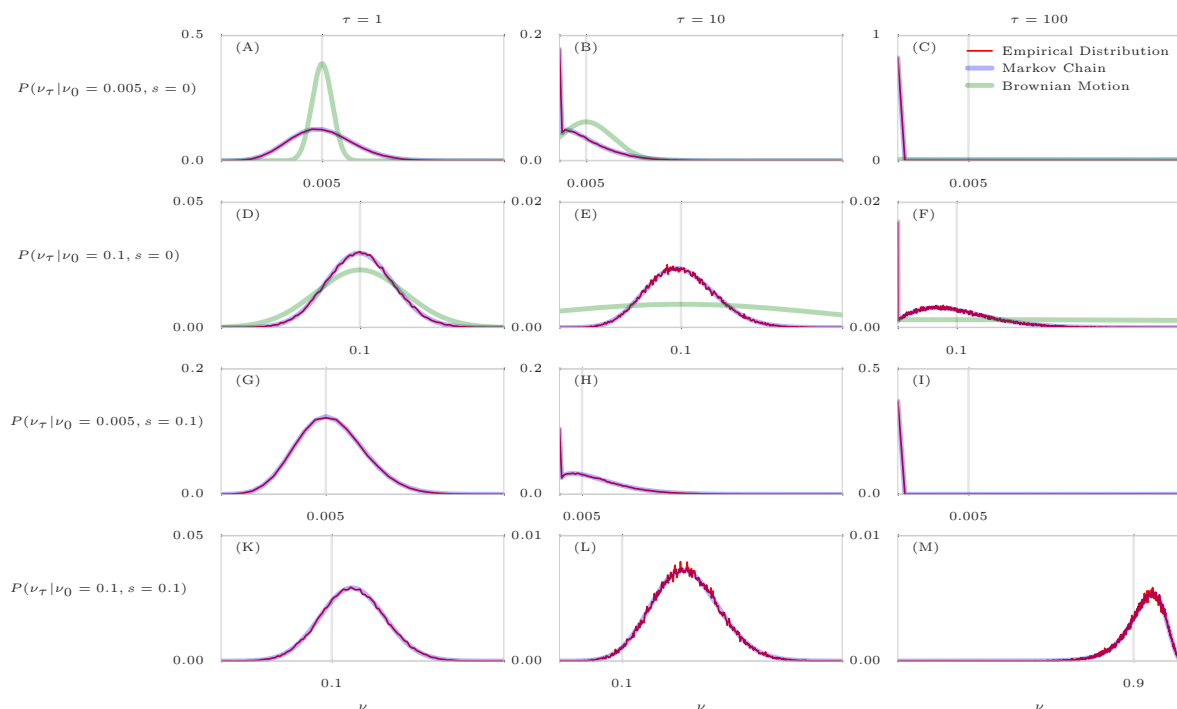 τ = 1
τ = 10
τ = 100
P(ν_τ|ν_0 = 0.005, s = 0)
0.5
(A)
0.0
0.005
0.2
(B)
0.0
0.005
1
(C)
0
0.005
Empirical Distribution
Markov Chain
Brownian Motion
P(ν_τ|ν_0 = 0.1, s = 0)
0.05
(D)
0.00
0.1
0.02
(E)
0.00
0.1
0.02
(F)
0.00
0.1
P(ν_τ|ν_0 = 0.005, s = 0.1)
0.2
(G)
0.0
0.005
0.2
(H)
0.0
0.005
0.5
(I)
0.0
0.005
P(ν_τ|ν_0 = 0.1, s = 0.1)
0.05
(K)
0.00
0.1
0.01
(L)
0.00
0.1
0.01
(M)
0.00
0.9
ν
ν
ν